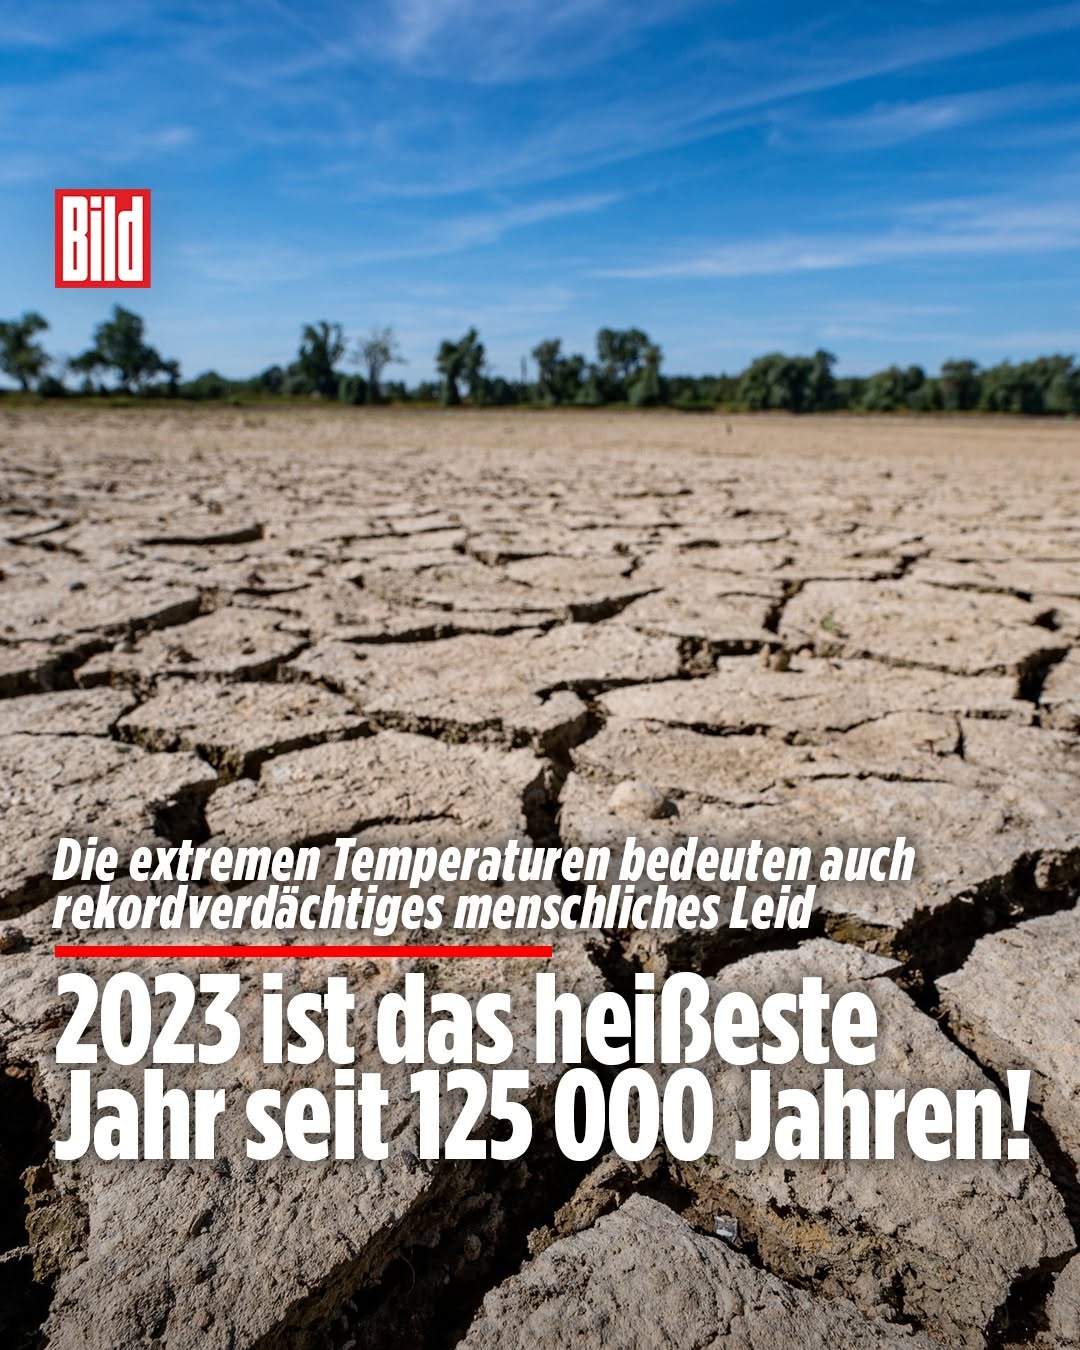 Bild
Die extremen Temperaturen bedeuten auch
rekordverdächtiges menschliches Leid
2023 ist das heißeste
Jahr seit 125 000 Jahren!